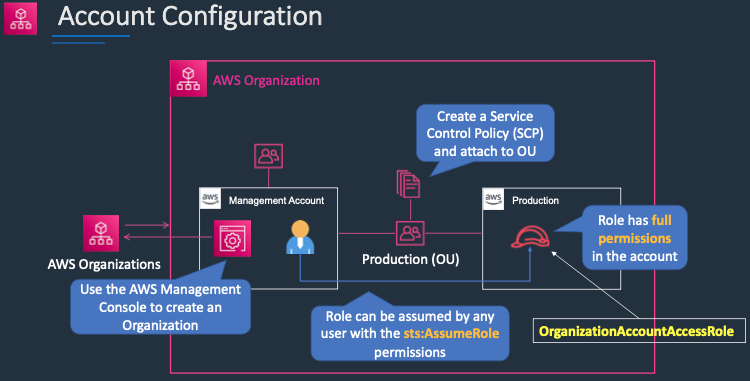 Account Configuration
AWS Organization
Create a Service
Control Policy (SCP)
and attach to OU
aws
Management Account
aws
Production
Role has full
permissions
in the account
AWS Organizations
Production (OU)
Use the AWS Management
Console to create an
Organization
Role can be assumed by any
user with the sts:AssumeRole
permissions
OrganizationAccountAccessRole